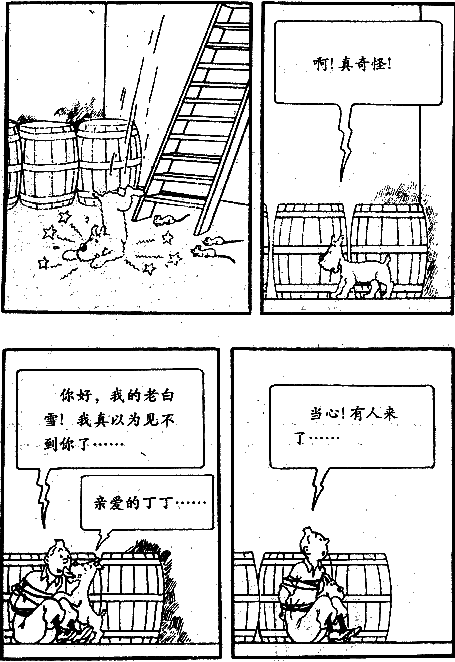 啊!真奇怪!
你好，我的老白
雪!我真以为见不
到你了……
亲爱的丁丁……
当心!有人来
了……